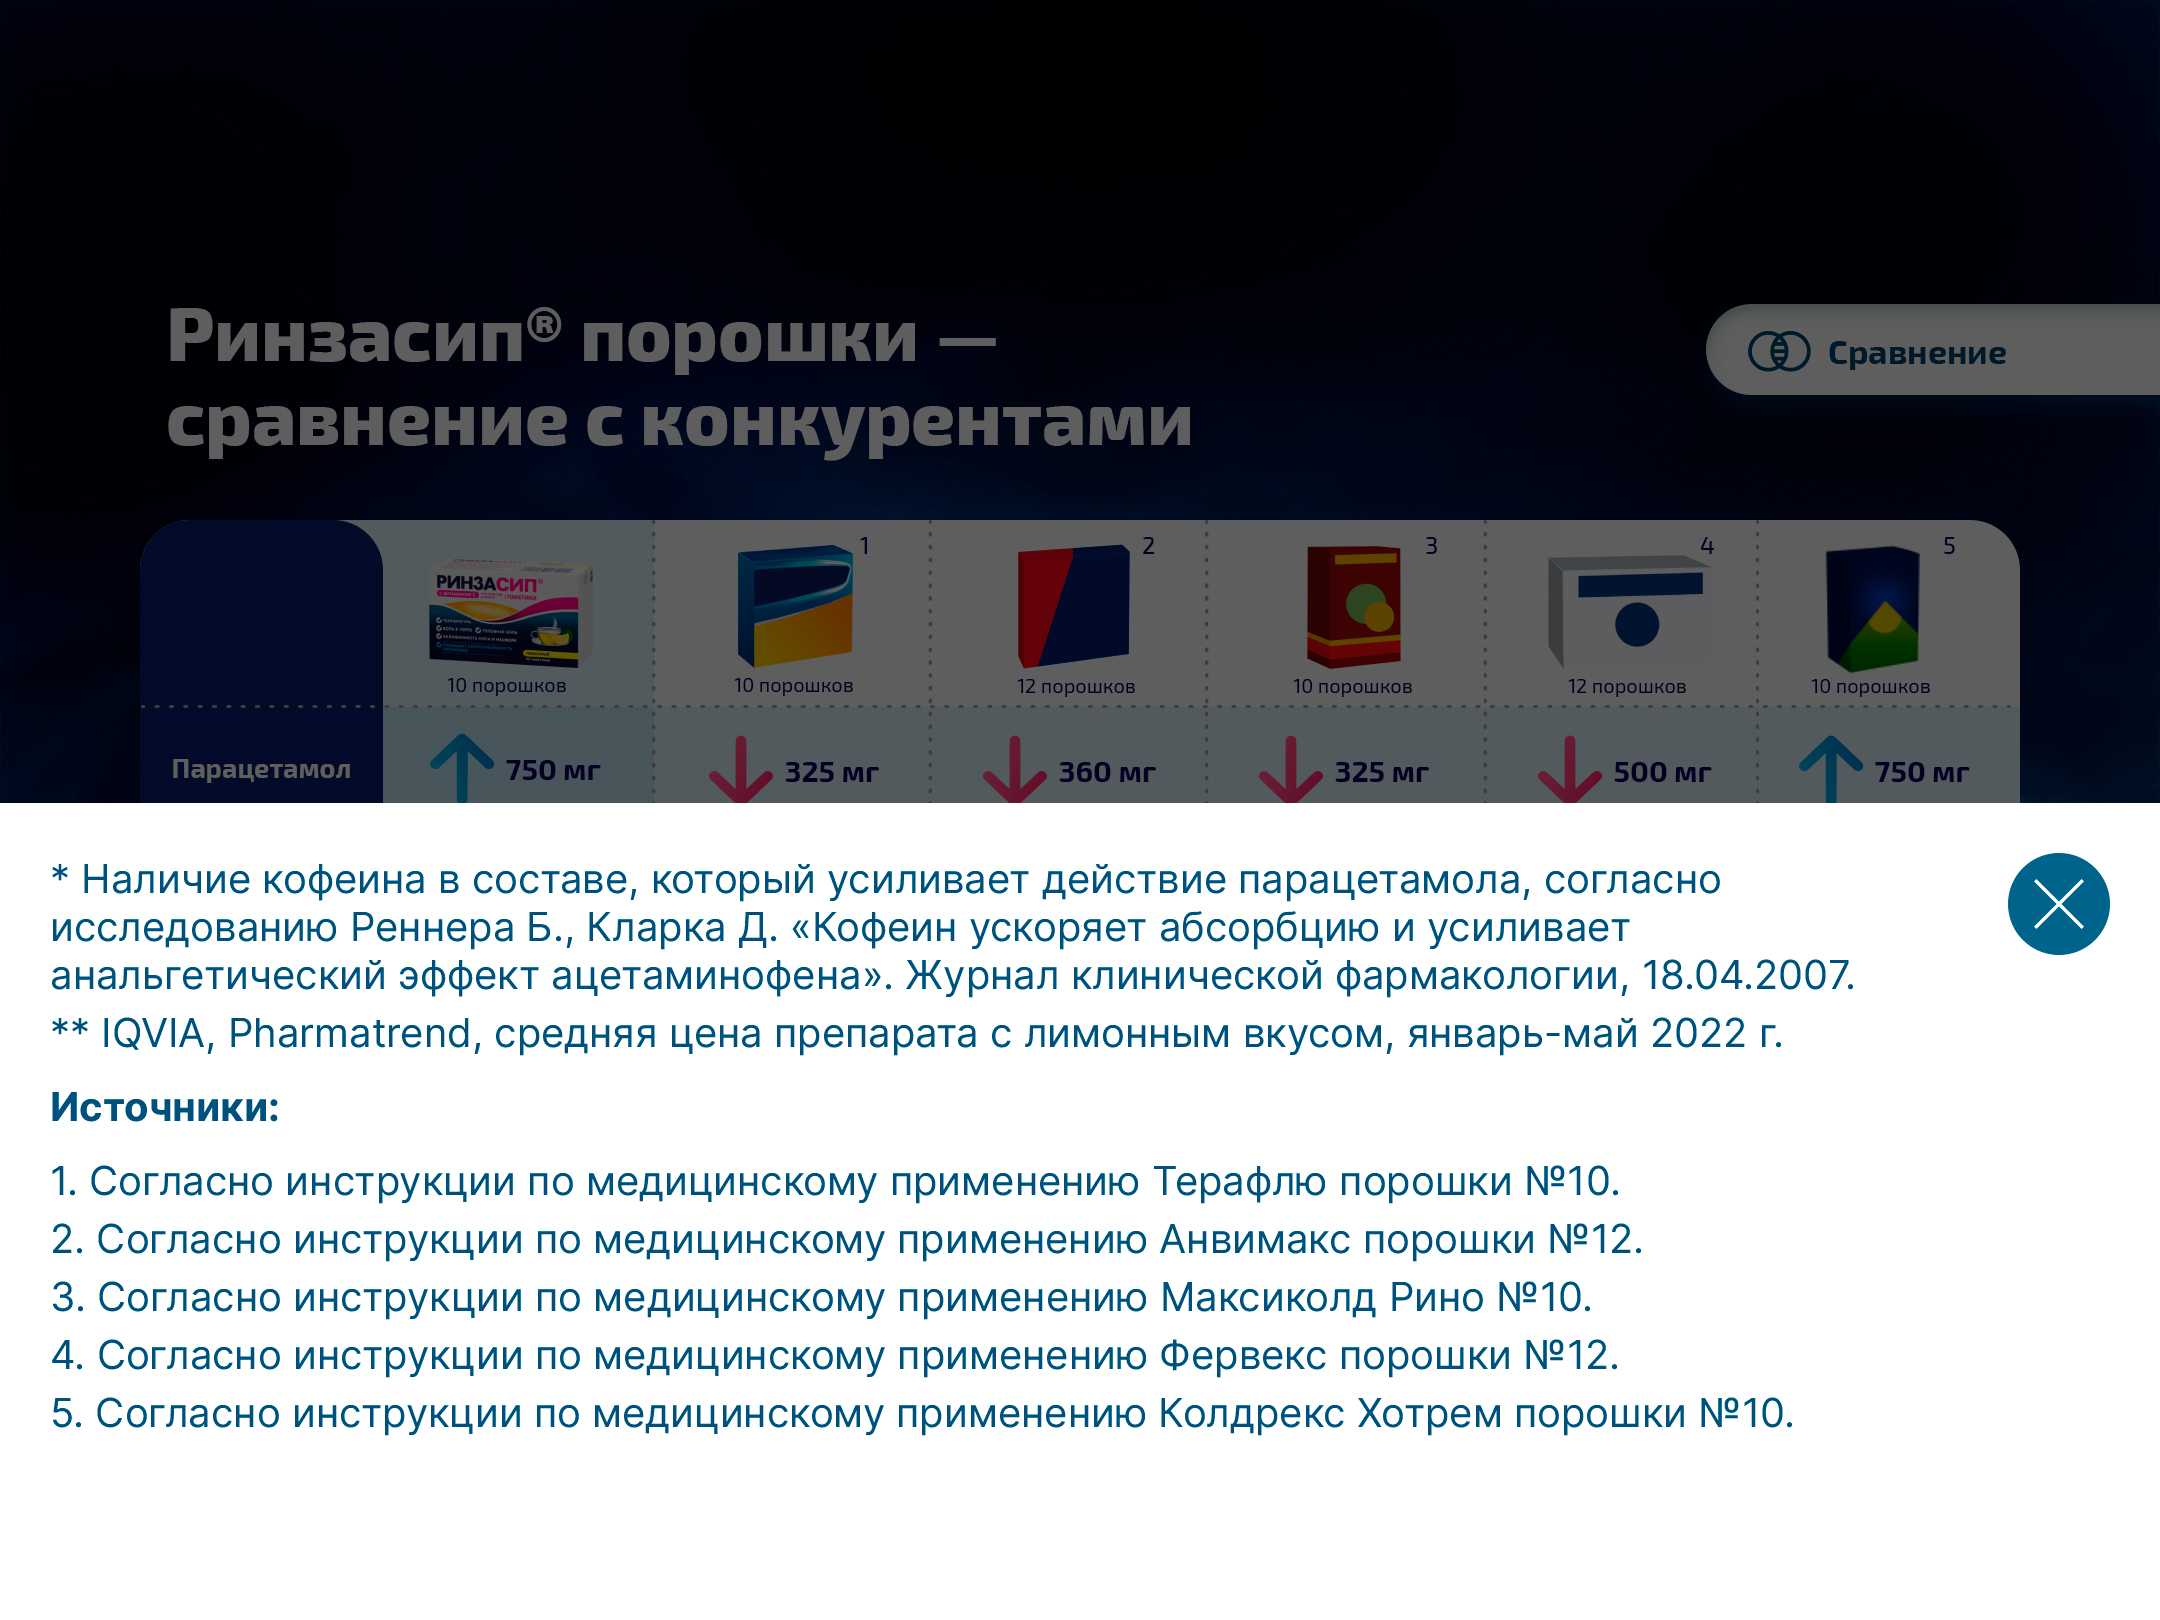 Ринзасип® порошки —
сравнение с конкурентами
Сравнение
1
2
3
4
5
РИНЗАСИП®
ПАКЕТИКИ
10 порошков
10 порошков
12 порошков
10 порошков
12 порошков
10 порошков
Парацетамол
750 мг
325 мг
360 мг
325 мг
500 мг
750 мг
* Наличие кофеина в составе, который усиливает действие парацетамола, согласно
исследованию Реннера Б., Кларка Д. «Кофеин ускоряет абсорбцию и усиливает
анальгетический эффект ацетаминофена». Журнал клинической фармакологии, 18.04.2007.
** IQVIA, Pharmatrend, средняя цена препарата с лимонным вкусом, январь-май 2022 г.
Источники:
1. Согласно инструкции по медицинскому применению Терафлю порошки №10.
2. Согласно инструкции по медицинскому применению Анвимакс порошки №12.
3. Согласно инструкции по медицинскому применению Максиколд Рино №10.
4. Согласно инструкции по медицинскому применению Фервекс порошки №12.
5. Согласно инструкции по медицинскому применению Колдрекс Хотрем порошки №10.